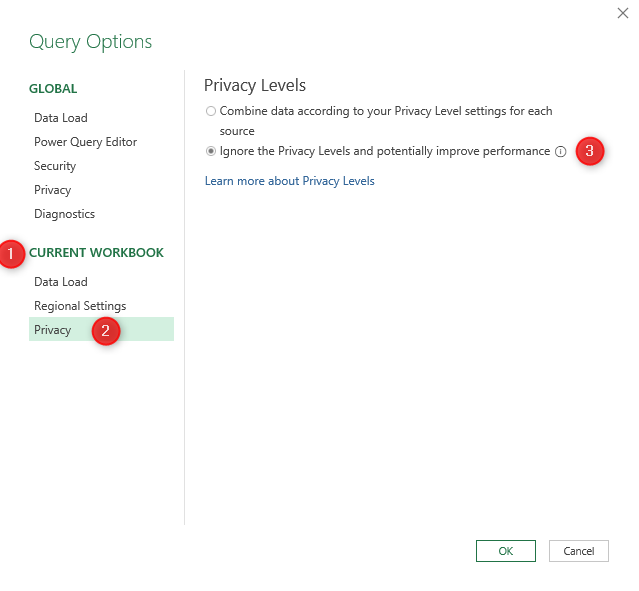 Query Options
GLOBAL
Data Load
Power Query Editor
Security
Privacy
Diagnostics
1 CURRENT WORKBOOK
Data Load
Regional Settings
Privacy 2
Privacy Levels
Combine data according to your Privacy Level settings for each
source
Ignore the Privacy Levels and potentially improve performance 3
Learn more about Privacy Levels
OK Cancel